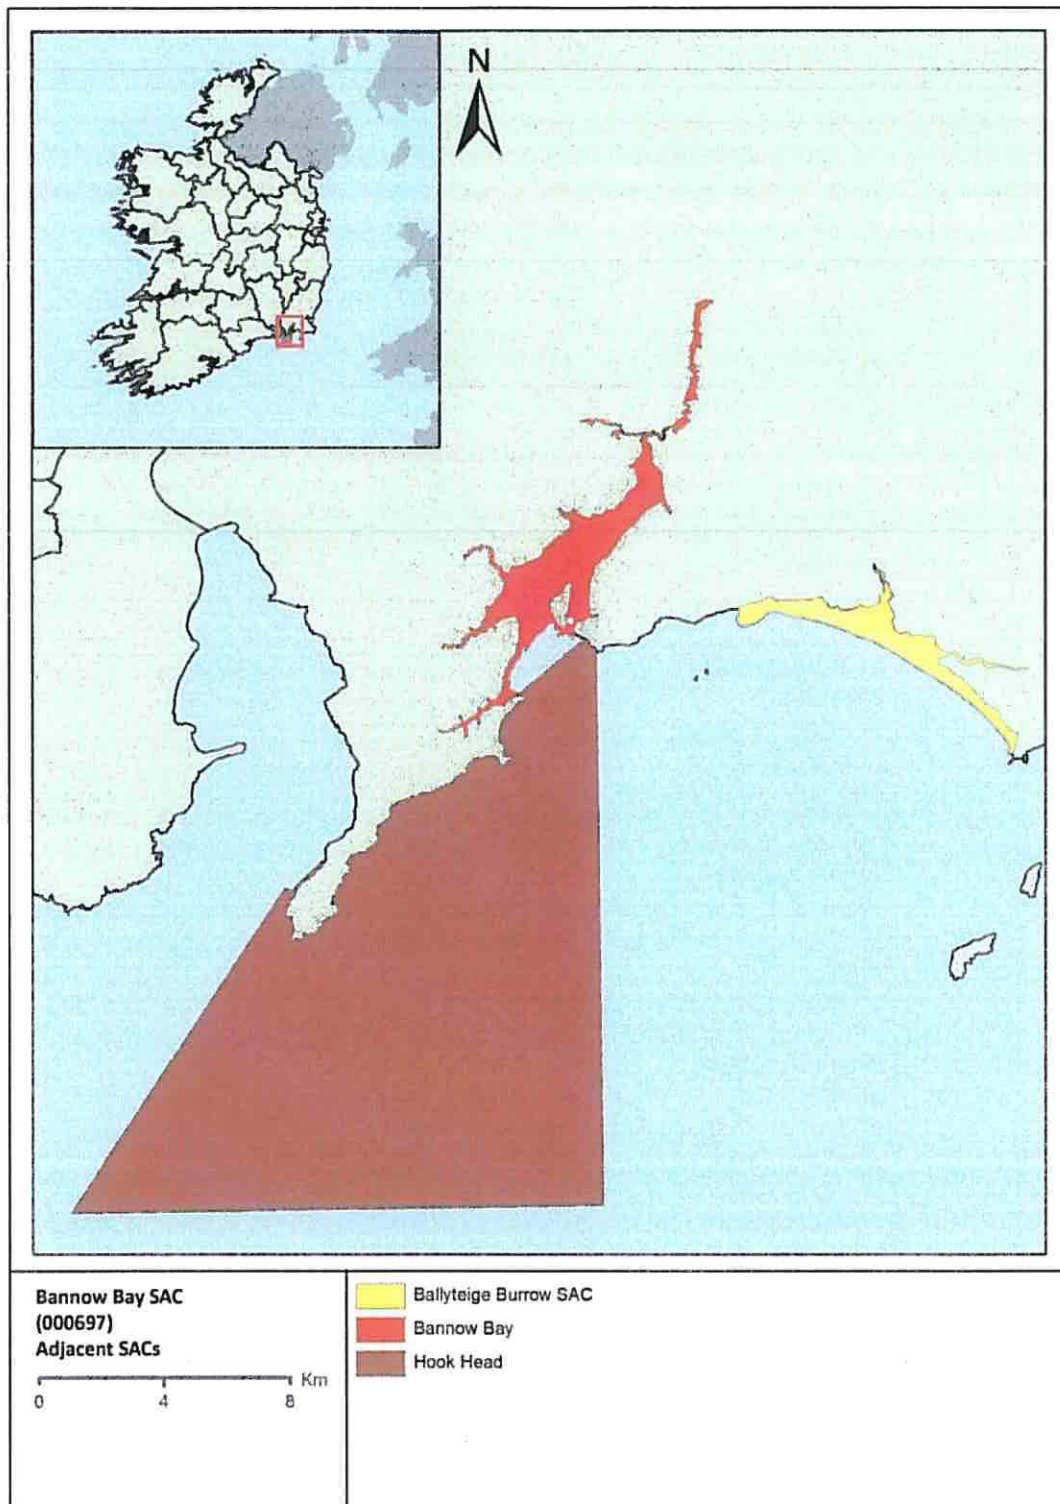 N
Bannow Bay SAC
(000697)
Adjacent SACs
Km
0 4 8
Ballyteige Burrow SAC
Bannow Bay
Hook Head